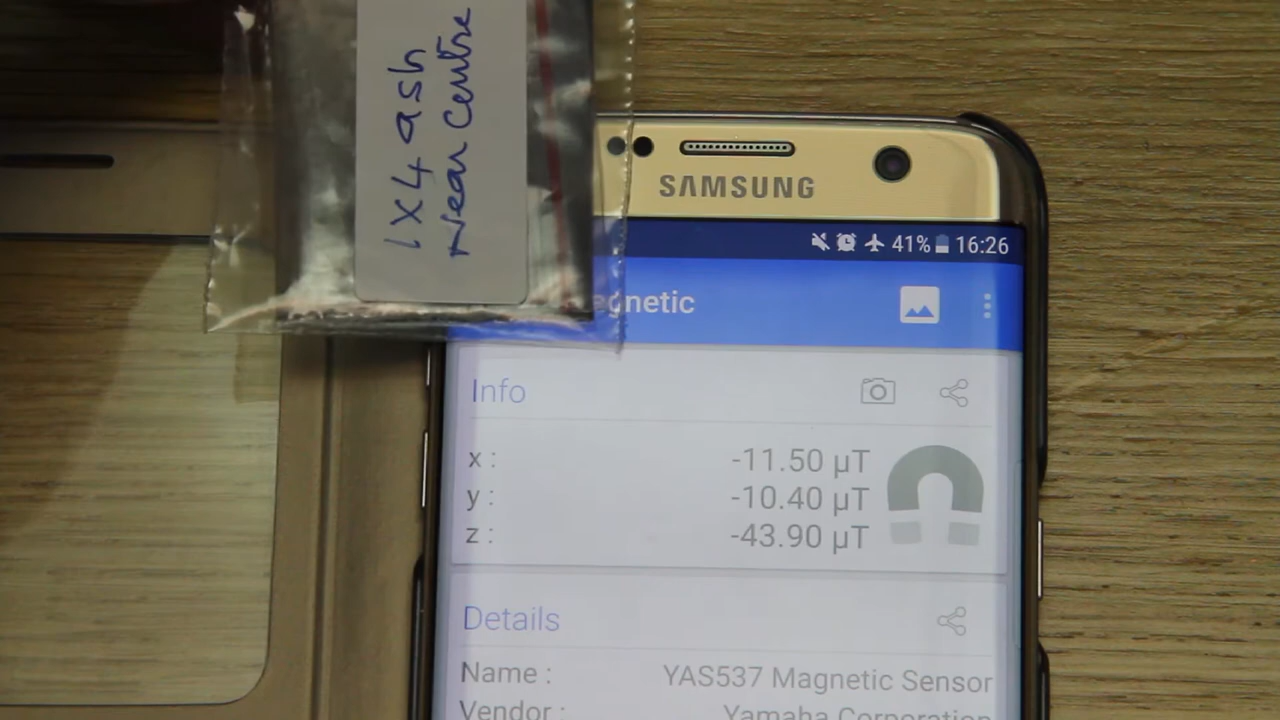 1X4 ash
Near Centre
SAMSUNG
41% 16:26
gnetic
Info
x : -11.50 µT
y : -10.40 µT
z : -43.90 µT
Details
Name : YAS537 Magnetic Sensor
Vendor : Yamaha Corporation